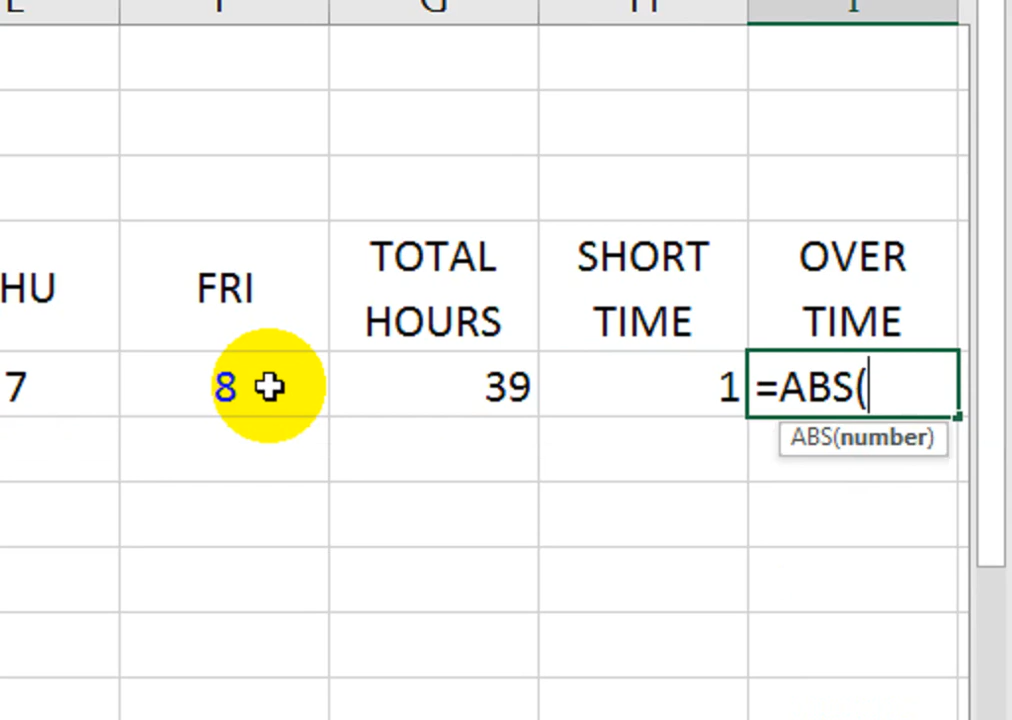 G H I
TOTAL SHORT OVER
HU FRI
HOURS TIME TIME
7 8 39 1 =ABS(
ABS(number)